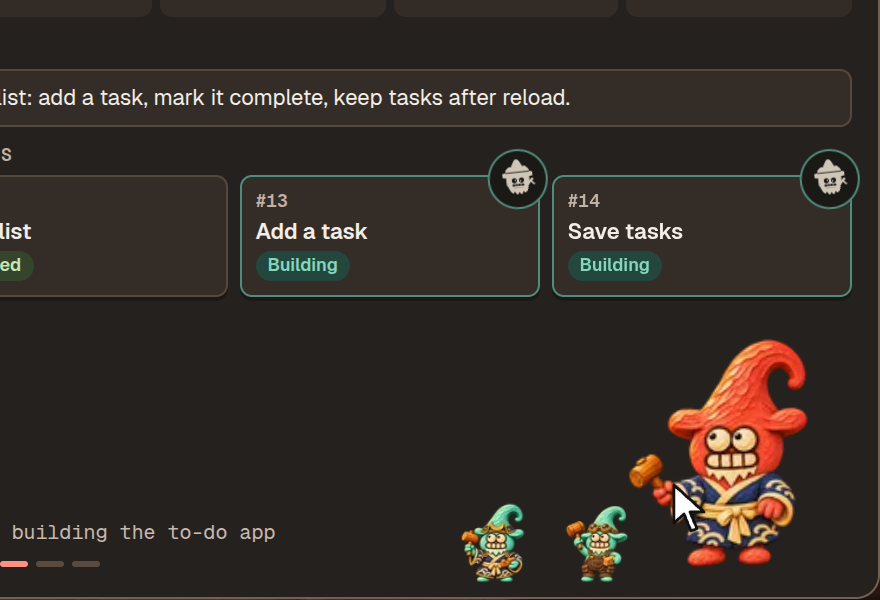 list: add a task, mark it complete, keep tasks after reload.
S
#13
#14
list
Add a task
Save tasks
ed
Building
Building
building the to-do app